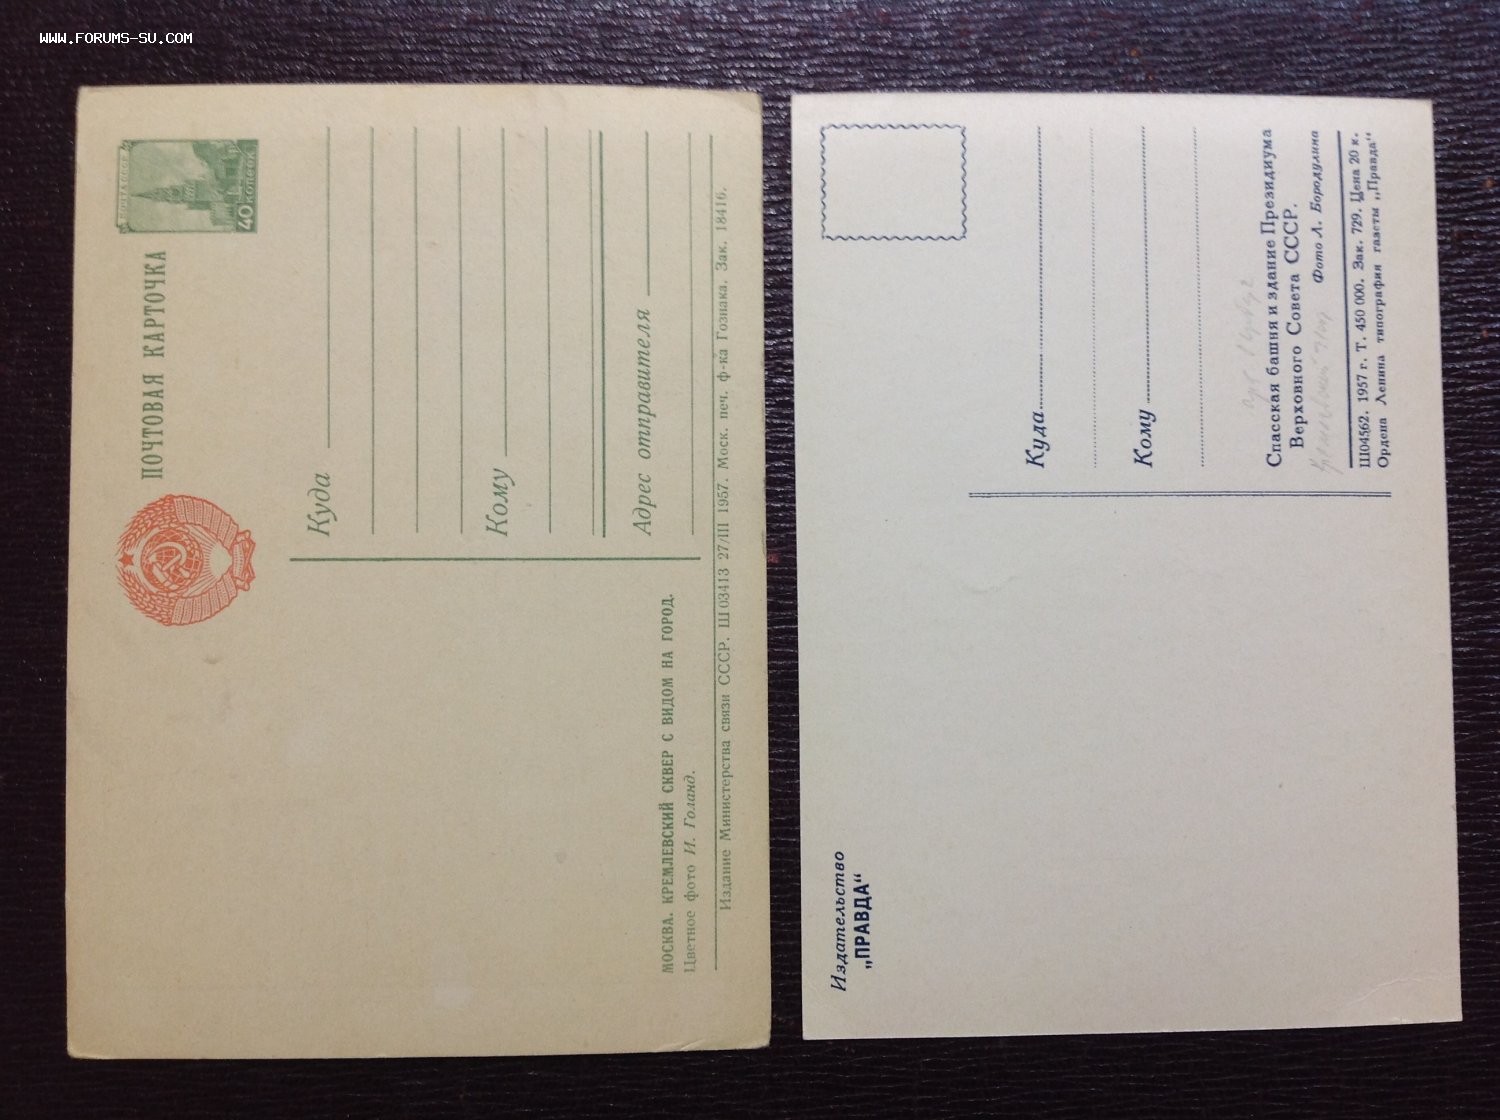 WWW.FORUMS-SU.COM
ПОЧТОВАЯ КАРТОЧКА
ПОЧТА СССР
40 КОПЕЕК
Куда
Кому
Адрес отправителя
МОСКВА. КРЕМЛЕВСКИЙ СКВЕР С ВИДОМ НА ГОРОД.
Цветное фото И. Голанд.
Издание Министерства связи СССР. Ш 03413 27/III 1957. Моск. печ. ф-ка Гознака. Зак. 18416.
Издательство
„ПРАВДА“
Куда
Кому
Спасская башня и здание Президиума
Верховного Совета СССР.
Фото Л. Бородулина
Ш04562. 1957 г. Т. 450 000. Зак. 729. Цена 20 к.
Ордена Ленина типография газеты „Правда“